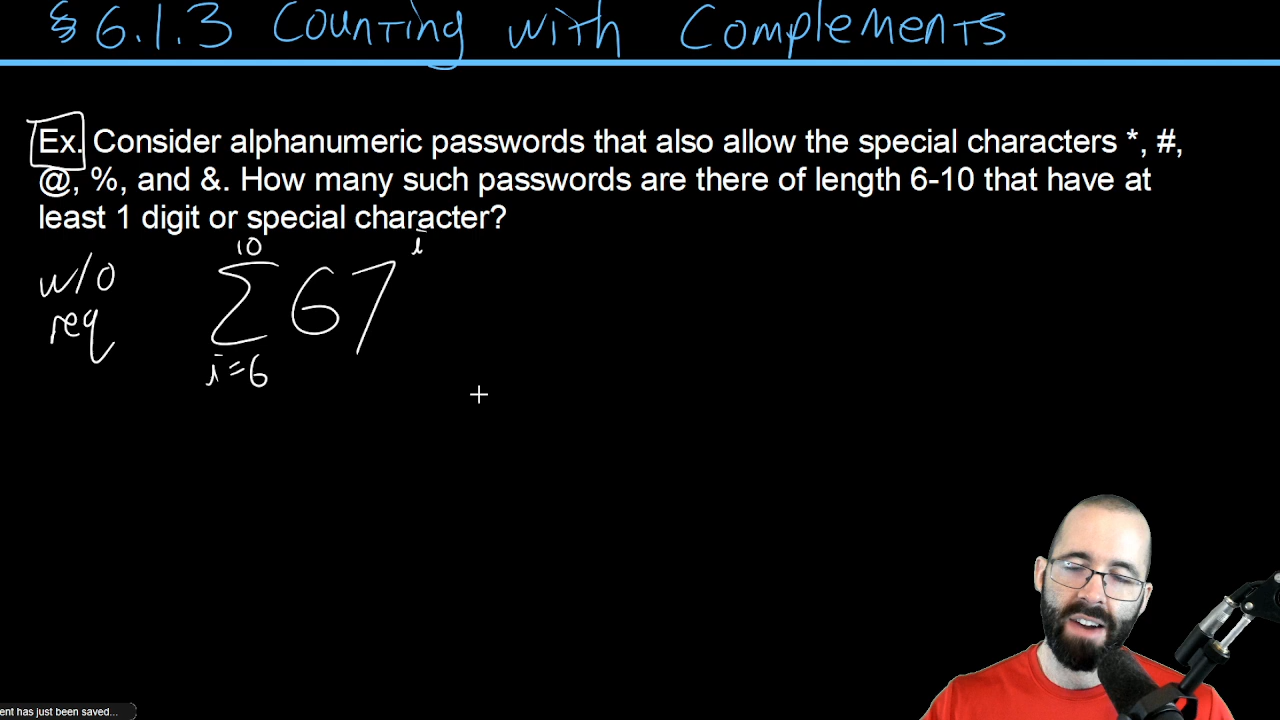 § 6.1.3 Counting with Complements
Ex. Consider alphanumeric passwords that also allow the special characters *, #,
@, %, and &. How many such passwords are there of length 6-10 that have at
least 1 digit or special character?
w/o
req
10
Σ 67^i
i=6
ent has just been saved...